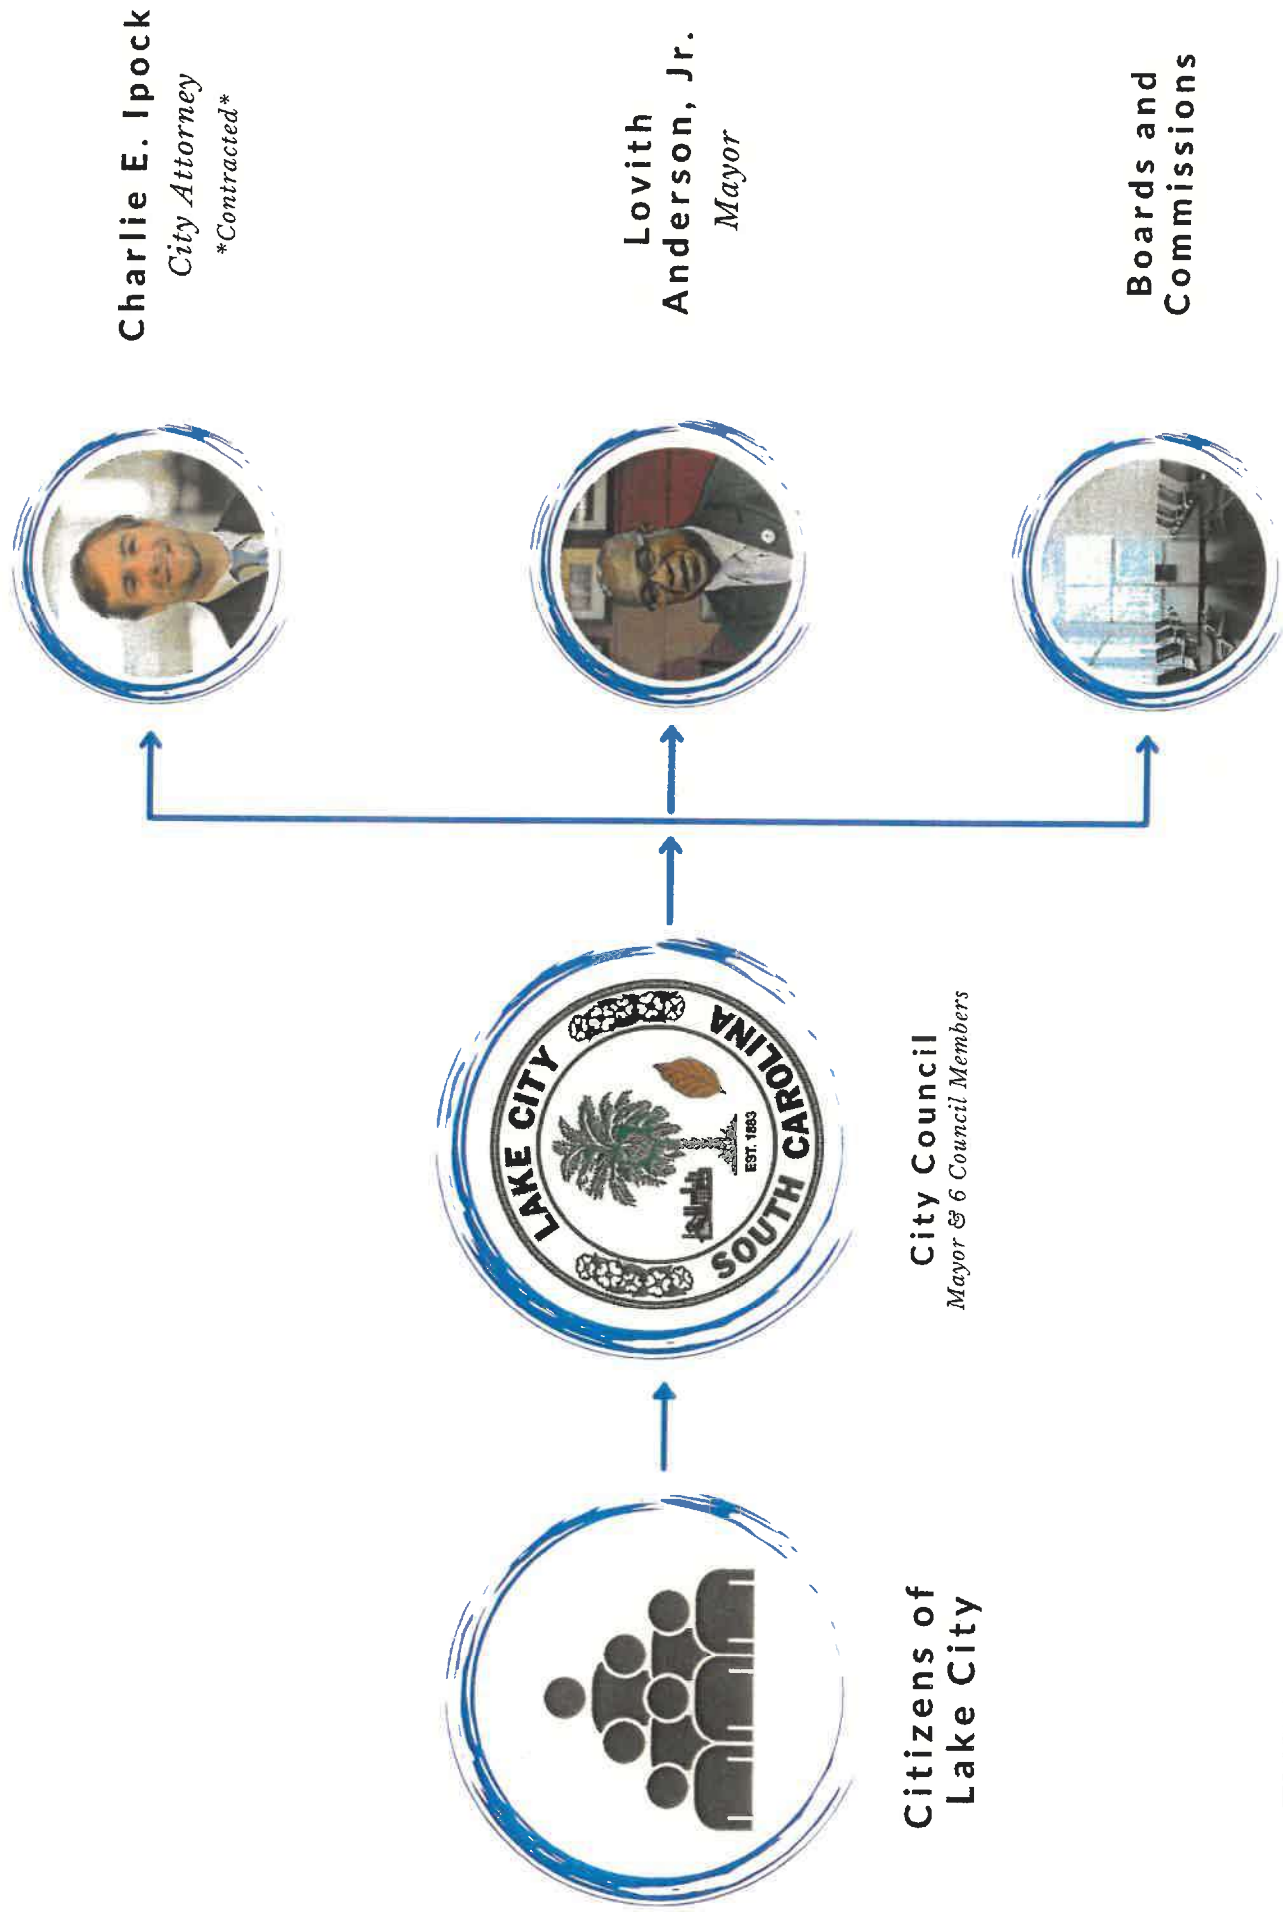 Citizens of
Lake City
LAKE CITY
EST. 1883
SOUTH CAROLINA
City Council
Mayor & 6 Council Members
Charlie E. Ipock
City Attorney
*Contracted*
Lovith
Anderson, Jr.
Mayor
Boards and
Commissions